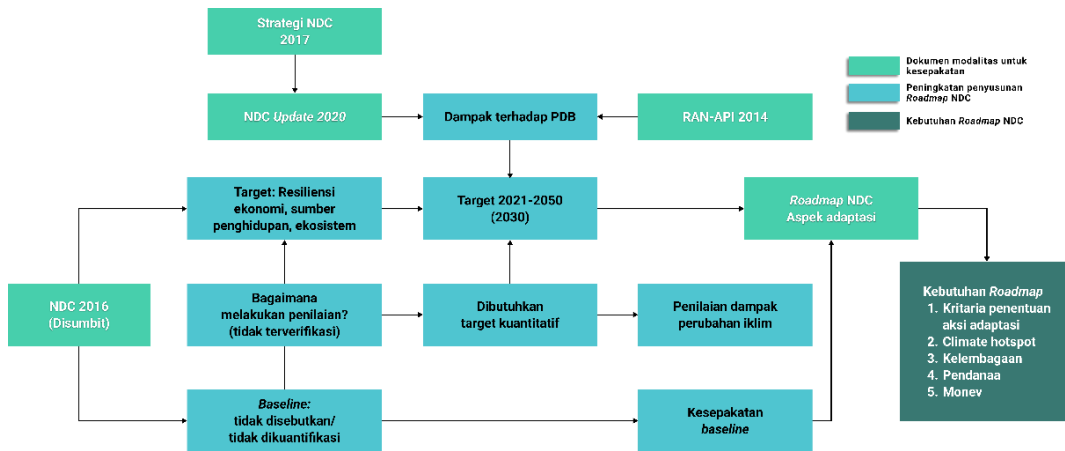 Strategi NDC
2017
Dokumen modalitas untuk
kesepakatan
Peningkatan penyusunan
Roadmap NDC
Kebutuhan Roadmap NDC
NDC Update 2020
Dampak terhadap PDB
RAN-API 2014
Target: Resiliensi
ekonomi, sumber
penghidupan, ekosistem
Target 2021-2050
(2030)
Roadmap NDC
Aspek adaptasi
NDC 2016
(Disumbit)
Bagaimana
melakukan penilaian?
(tidak terverifikasi)
Dibutuhkan
target kuantitatif
Penilaian dampak
perubahan iklim
Kebutuhan Roadmap
1. Kritaria penentuan
aksi adaptasi
2. Climate hotspot
3. Kelembagaan
4. Pendanaa
5. Monev
Baseline:
tidak disebutkan/
tidak dikuantifikasi
Kesepakatan
baseline